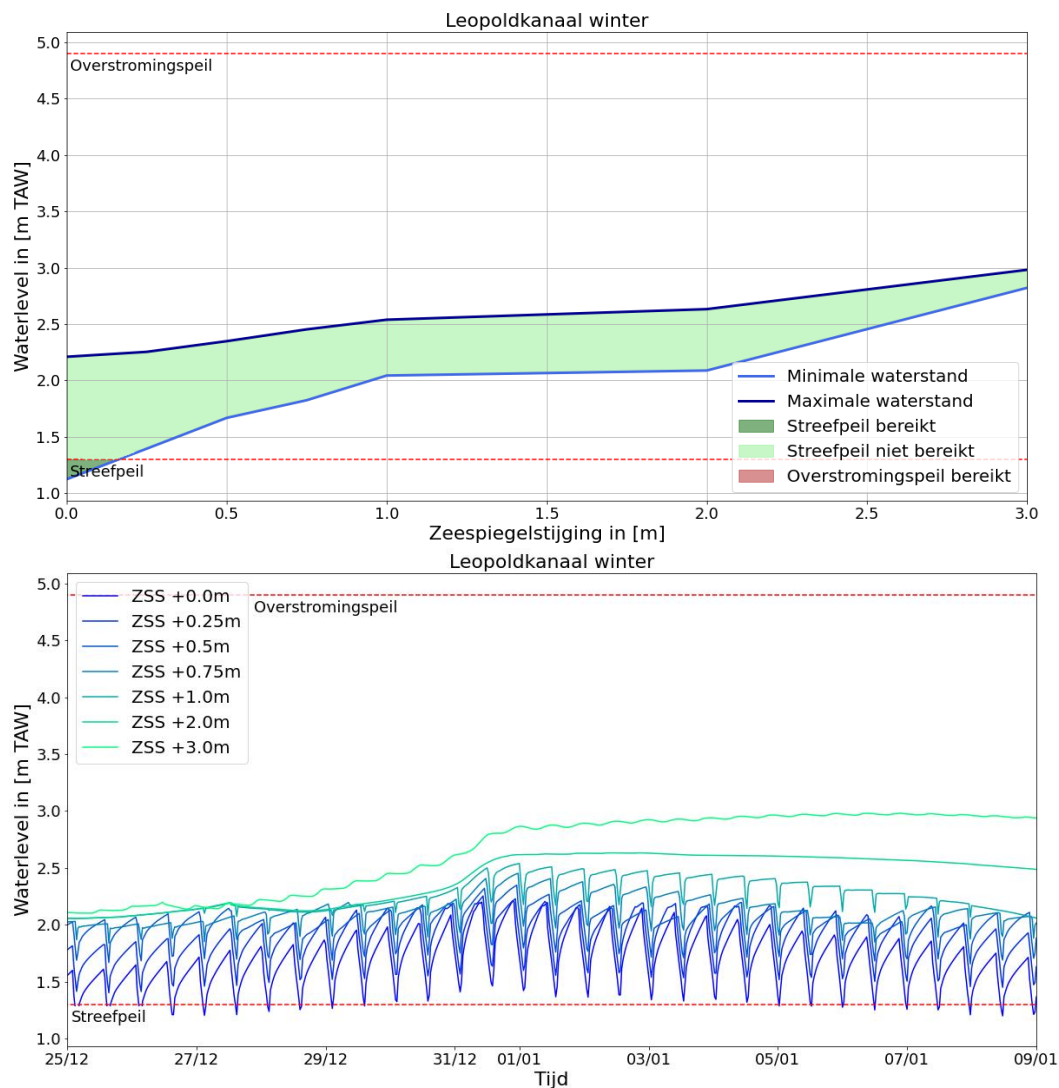 Leopoldkanaal winter
5.0
Overstromingspeil
4.5
4.0
3.5
3.0
2.5
2.0
1.5
1.0
Waterlevel in [m TAW]
Streefpeil
Minimale waterstand
Maximale waterstand
Streefpeil bereikt
Streefpeil niet bereikt
Overstromingspeil bereikt
0.0 0.5 1.0 1.5 2.0 2.5 3.0
Zeespiegelstijging in [m]
Leopoldkanaal winter
5.0
4.5
4.0
3.5
3.0
2.5
2.0
1.5
1.0
Waterlevel in [m TAW]
ZSS +0.0m
ZSS +0.25m
ZSS +0.5m
ZSS +0.75m
ZSS +1.0m
ZSS +2.0m
ZSS +3.0m
Overstromingspeil
Streefpeil
25/12 27/12 29/12 31/12 01/01 03/01 05/01 07/01 09/01
Tijd